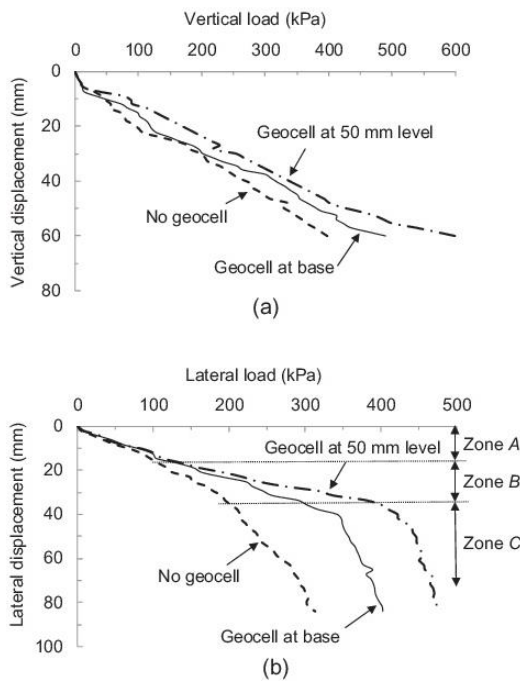 Vertical load (kPa)
0 100 200 300 400 500 600
0
20
40
60
80
Vertical displacement (mm)
Geocell at 50 mm level
No geocell
Geocell at base
(a)
Lateral load (kPa)
0 100 200 300 400 500
0
20
40
60
80
100
Lateral displacement (mm)
Geocell at 50 mm level
Zone A
Zone B
Zone C
No geocell
Geocell at base
(b)